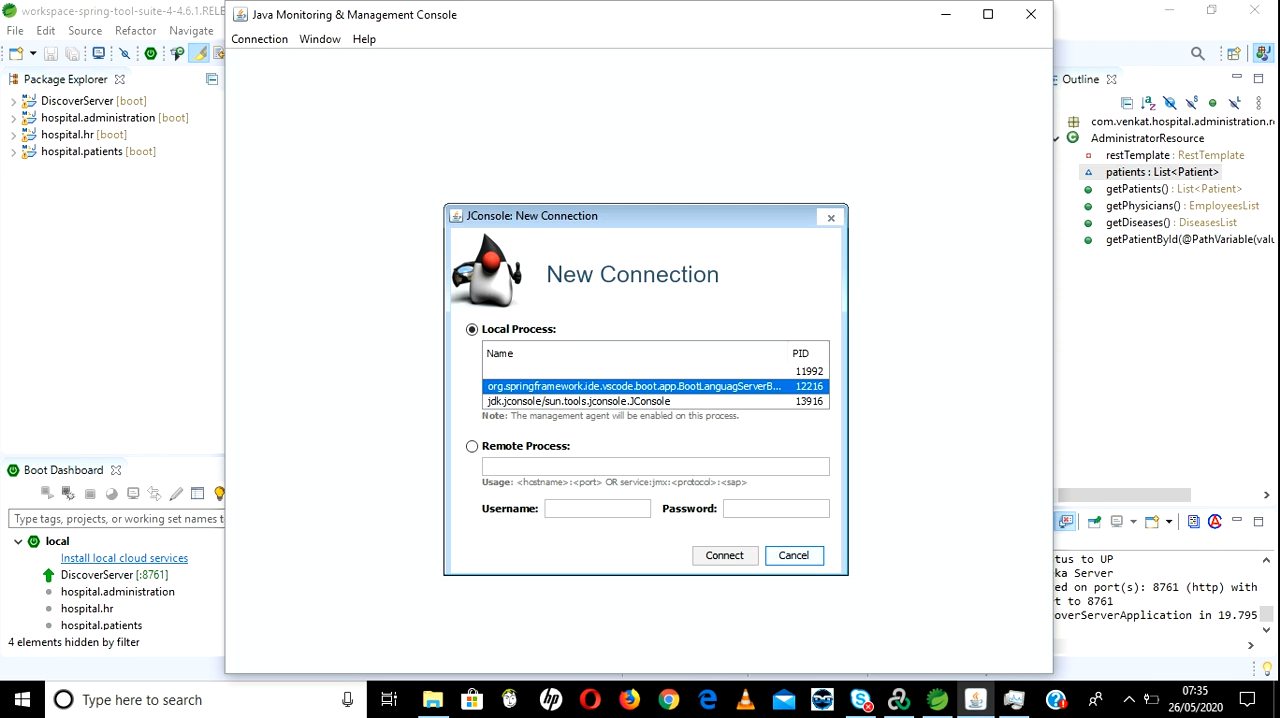 workspace-spring-tool-suite-4-4.6.1.RELE
File Edit Source Refactor Navigate
Package Explorer
DiscoverServer [boot]
hospital.administration [boot]
hospital.hr [boot]
hospital.patients [boot]
Boot Dashboard
Type tags, projects, or working set names t
local
Install local cloud services
DiscoverServer [:8761]
hospital.administration
hospital.hr
hospital.patients
4 elements hidden by filter
Java Monitoring & Management Console
Connection Window Help
JConsole: New Connection
New Connection
Local Process:
Name PID
11992
org.springframework.ide.vscode.boot.app.BootLanguagServerB... 12216
jdk.jconsole/sun.tools.jconsole.JConsole 13916
Note: The management agent will be enabled on this process.
Remote Process:
Usage: <hostname>:<port> OR service:jmx:<protocol>:<sap>
Username: Password:
Connect Cancel
Outline
com.venkat.hospital.administration.r
AdministratorResource
restTemplate : RestTemplate
patients : List<Patient>
getPatients() : List<Patient>
getPhysicians() : EmployeesList
getDiseases() : DiseasesList
getPatientById(@PathVariable(valu
tus to UP
ka Server
ed on port(s): 8761 (http) with
t to 8761
overServerApplication in 19.795
Type here to search
07:35
26/05/2020